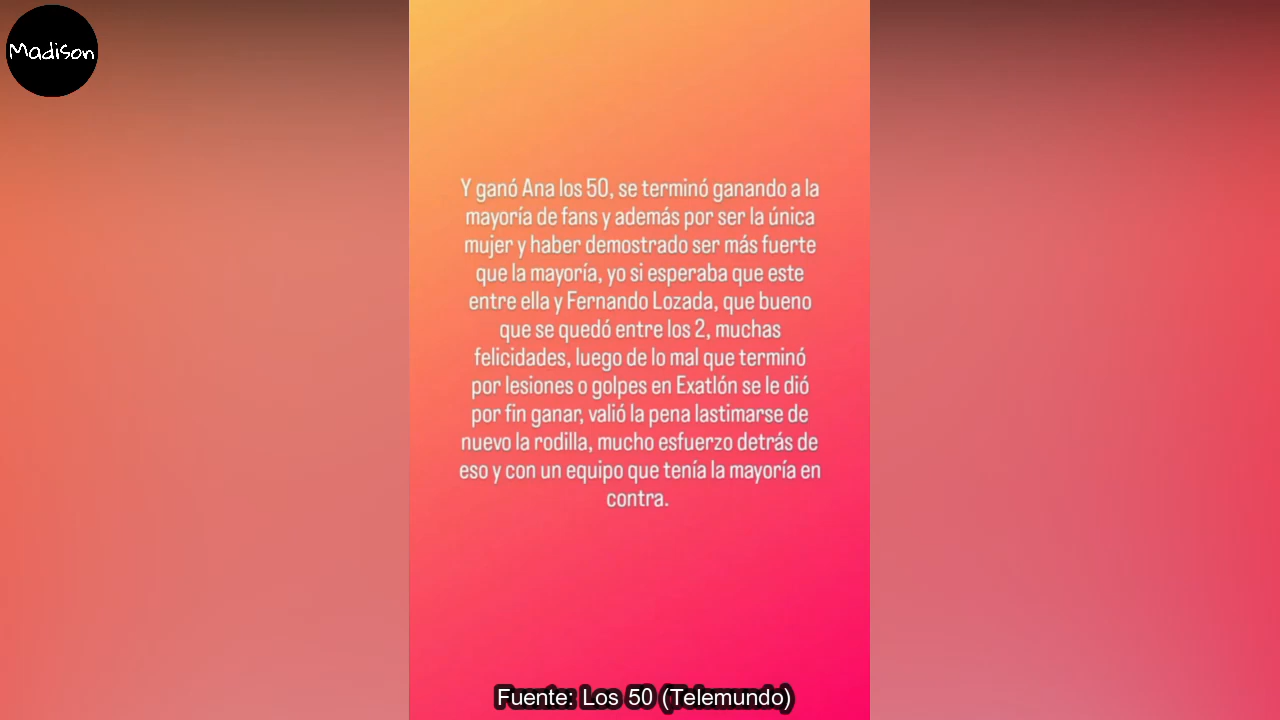 Madison
Y ganó Ana los 50, se terminó ganando a la
mayoría de fans y además por ser la única
mujer y haber demostrado ser más fuerte
que la mayoría, yo si esperaba que este
entre ella y Fernando Lozada, que bueno
que se quedó entre los 2, muchas
felicidades, luego de lo mal que terminó
por lesiones o golpes en Exatlón se le dió
por fin ganar, valió la pena lastimarse de
nuevo la rodilla, mucho esfuerzo detrás de
eso y con un equipo que tenía la mayoría en
contra.
Fuente: Los 50 (Telemundo)